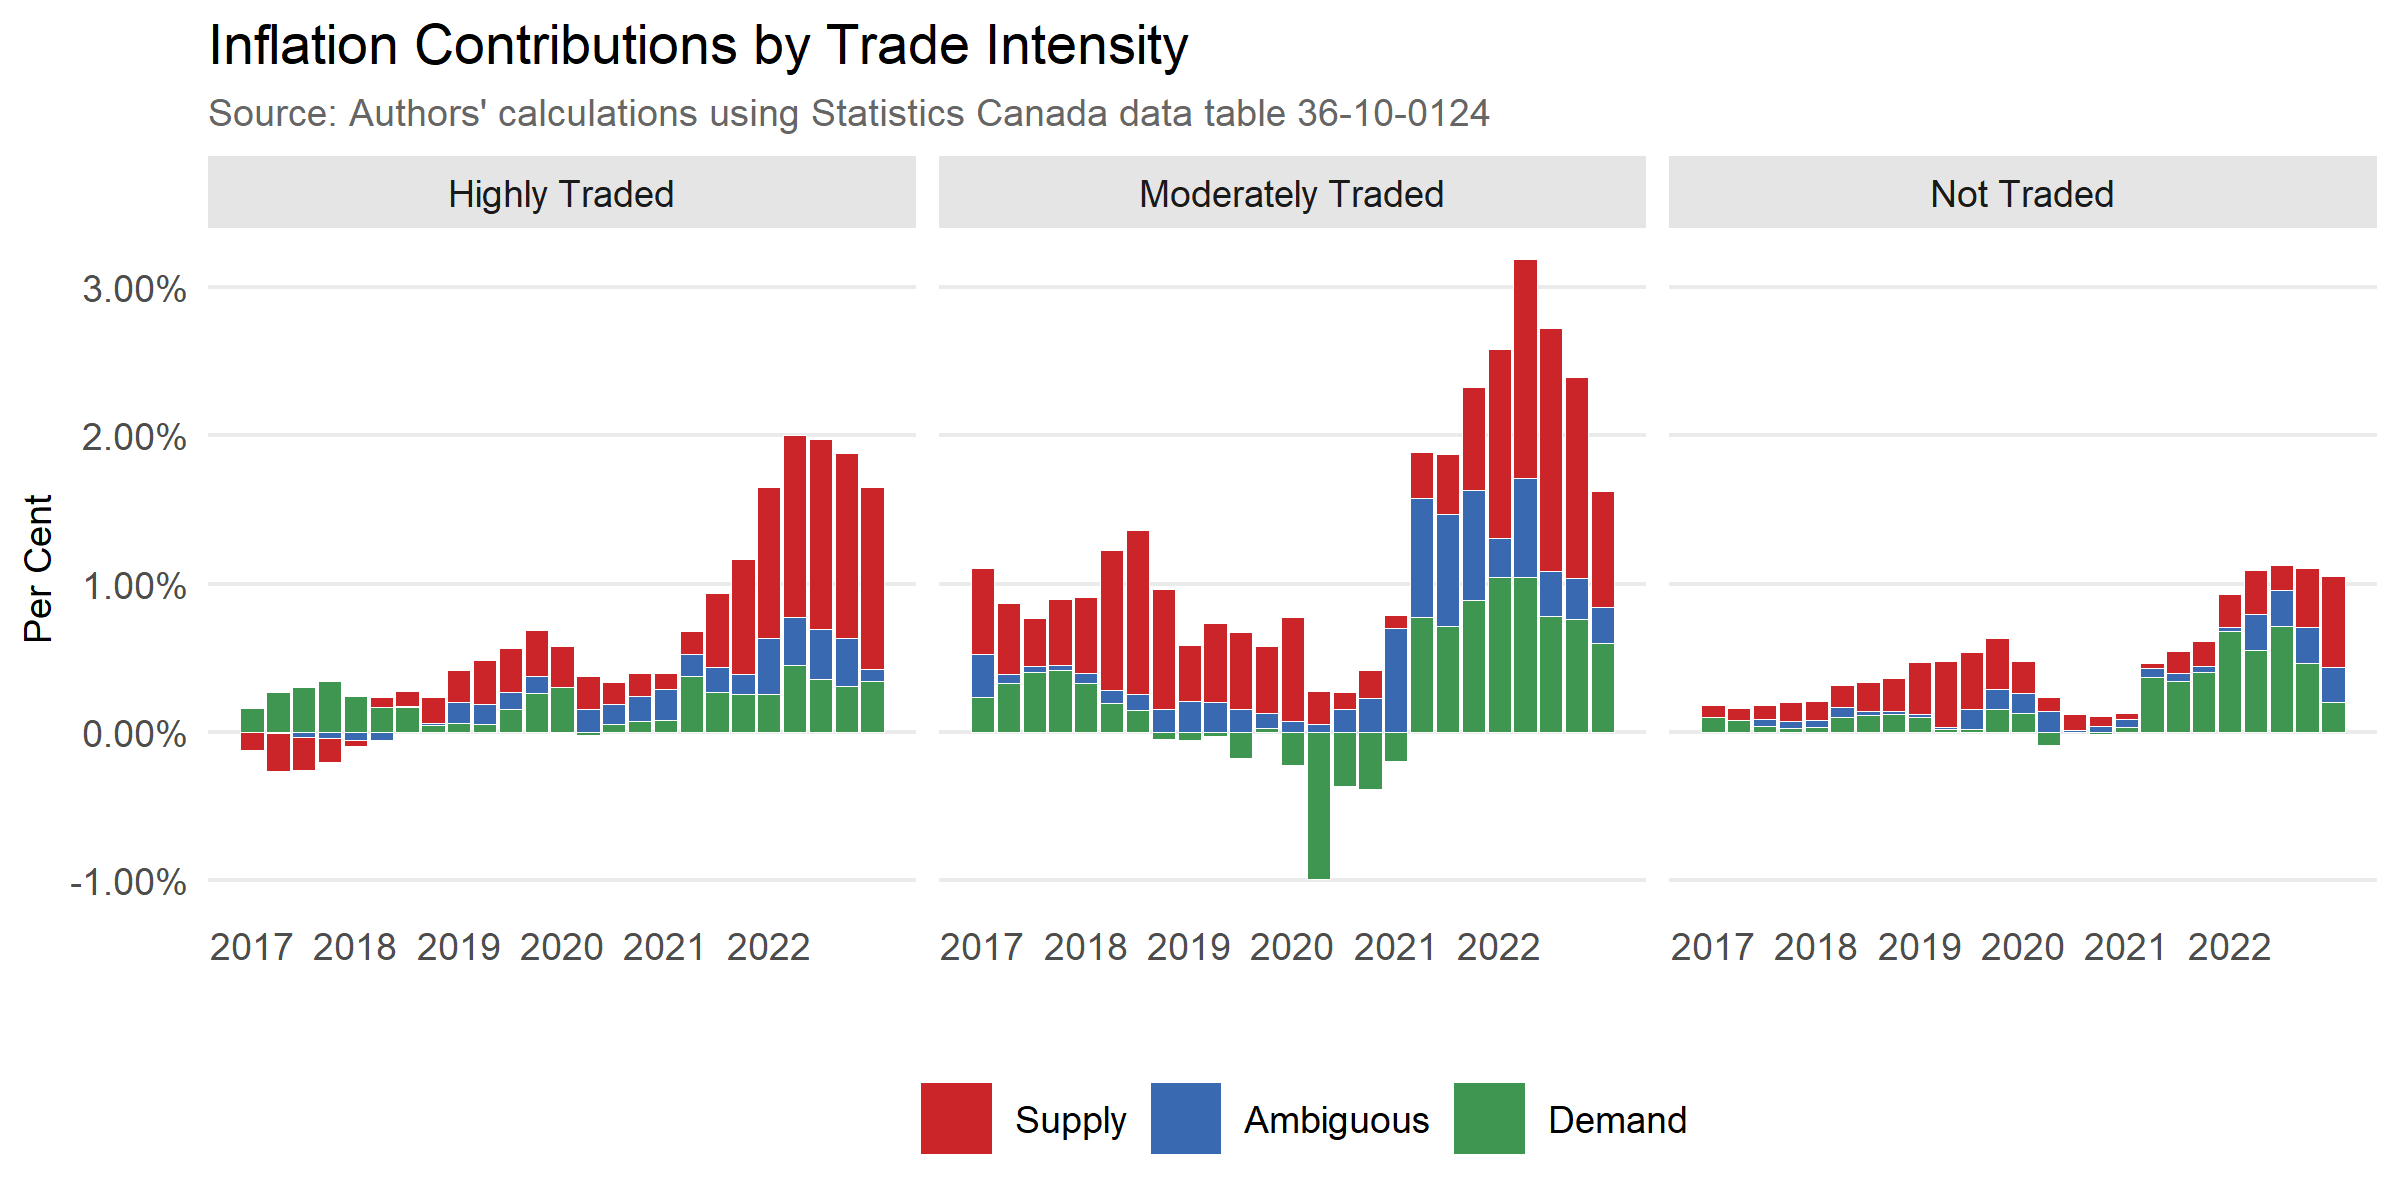 Inflation Contributions by Trade Intensity
Source: Authors' calculations using Statistics Canada data table 36-10-0124
Highly Traded
Moderately Traded
Not Traded
Per Cent
3.00%
2.00%
1.00%
0.00%
-1.00%
2017 2018 2019 2020 2021 2022
2017 2018 2019 2020 2021 2022
2017 2018 2019 2020 2021 2022
Supply Ambiguous Demand